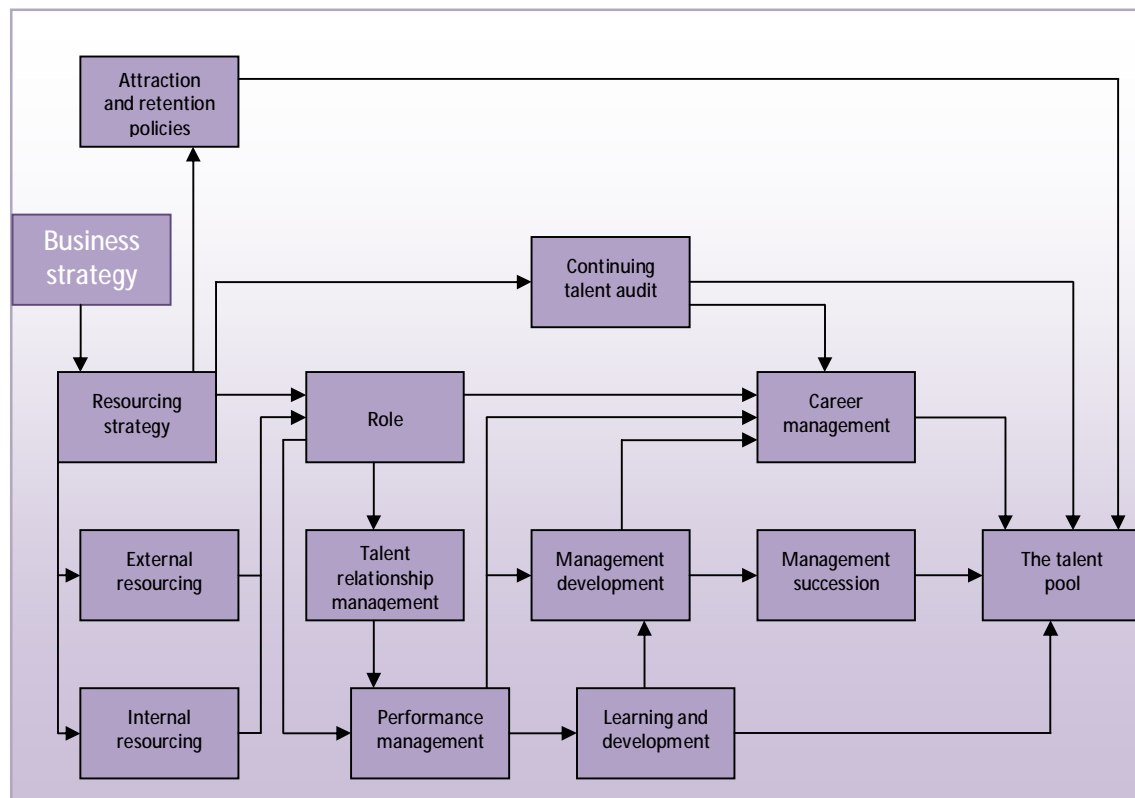 Attraction
and retention
policies
Business
strategy
Continuing
talent audit
Resourcing
strategy
Role
Career
management
External
resourcing
Talent
relationship
management
Management
development
Management
succession
The talent
pool
Internal
resourcing
Performance
management
Learning and
development